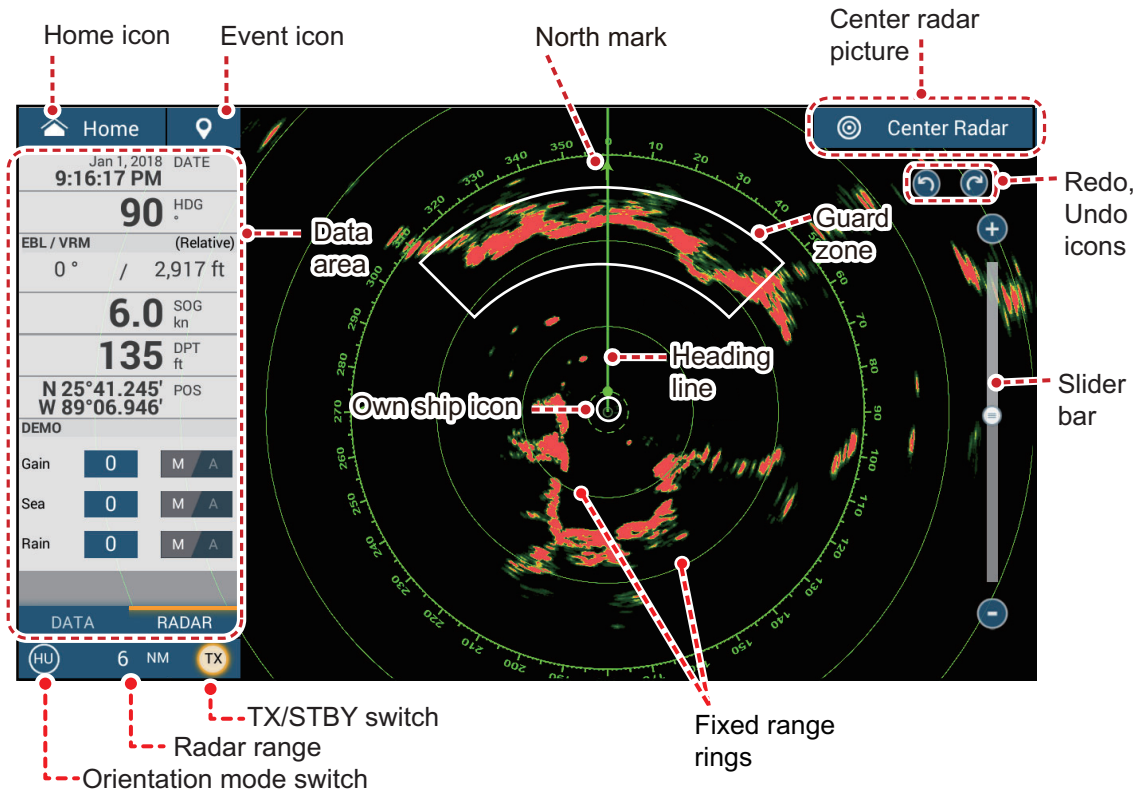 Home icon
Event icon
North mark
Center radar
picture
Home
Center Radar
Jan 1, 2018 DATE
9:16:17 PM
90 HDG
°
EBL / VRM (Relative)
0 ° / 2,917 ft
6.0 SOG
kn
135 DPT
ft
N 25°41.245' POS
W 89°06.946'
DEMO
Gain 0 M A
Sea 0 M A
Rain 0 M A
DATA RADAR
HU 6 NM TX
Data
area
Guard
zone
Redo,
Undo
icons
Heading
line
Own ship icon
Slider
bar
340 350 0 10 20 30
330
320
300
290
280
270
260
250
240
230
220
210
200
190
60
70
80
90
100
110
120
130
140
150
160
Fixed range
rings
TX/STBY switch
Radar range
Orientation mode switch